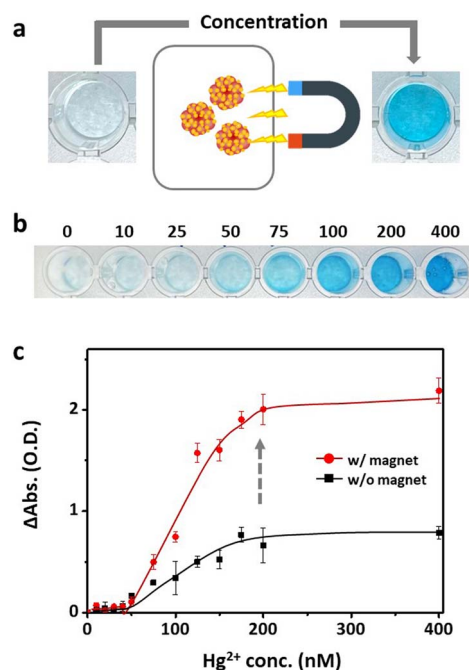 a
Concentration
b
0 10 25 50 75 100 200 400
c
ΔAbs. (O.D.)
2
1
0
w/ magnet
w/o magnet
0 100 200 300 400
Hg²⁺ conc. (nM)